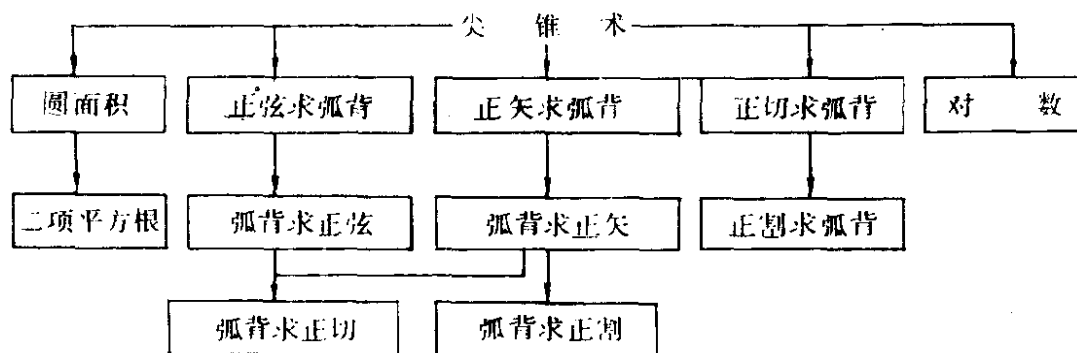 尖锥术
圆面积 正弦求弧背 正矢求弧背 正切求弧背 对数
二项平方根 弧背求正弦 弧背求正矢 正割求弧背
弧背求正切 弧背求正割